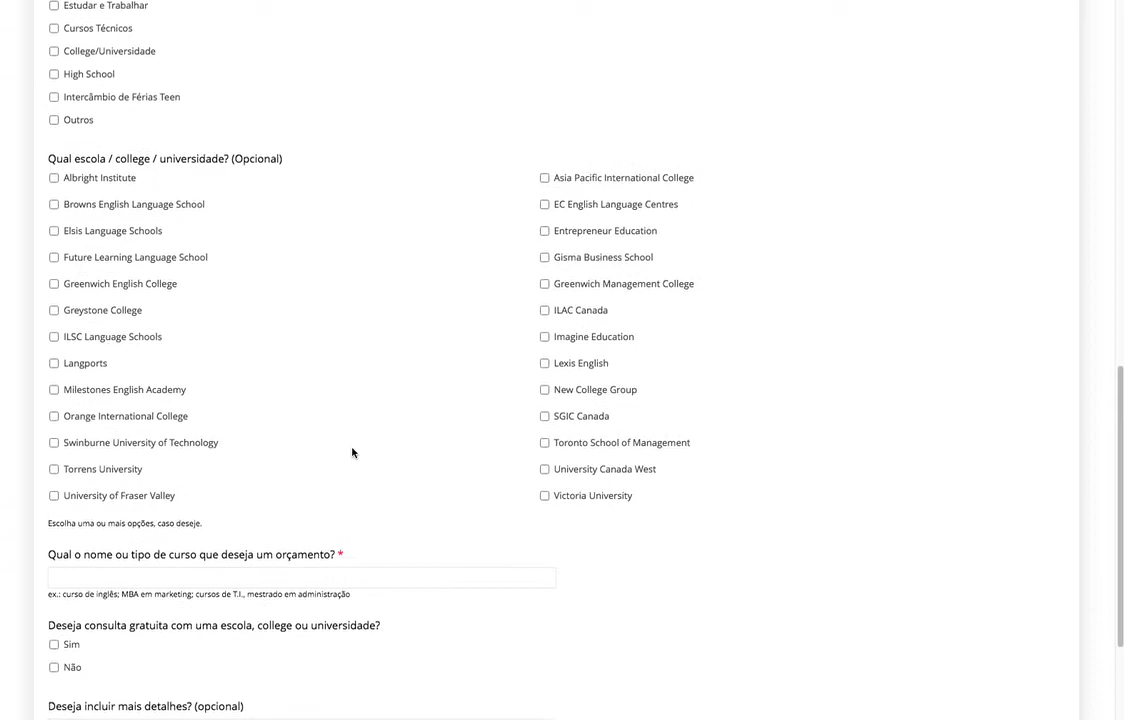 Estudar e Trabalhar
Cursos Técnicos
College/Universidade
High School
Intercâmbio de Férias Teen
Outros
Qual escola / college / universidade? (Opcional)
Albright Institute
Asia Pacific International College
Browns English Language School
EC English Language Centres
Elsis Language Schools
Entrepreneur Education
Future Learning Language School
Gisma Business School
Greenwich English College
Greenwich Management College
Greystone College
ILAC Canada
ILSC Language Schools
Imagine Education
Langports
Lexis English
Milestones English Academy
New College Group
Orange International College
SGIC Canada
Swinburne University of Technology
Toronto School of Management
Torrens University
University Canada West
University of Fraser Valley
Victoria University
Escolha uma ou mais opções, caso deseje.
Qual o nome ou tipo de curso que deseja um orçamento? *
ex.: curso de inglês; MBA em marketing; cursos de T.I., mestrado em administração
Deseja consulta gratuita com uma escola, college ou universidade?
Sim
Não
Deseja incluir mais detalhes? (opcional)